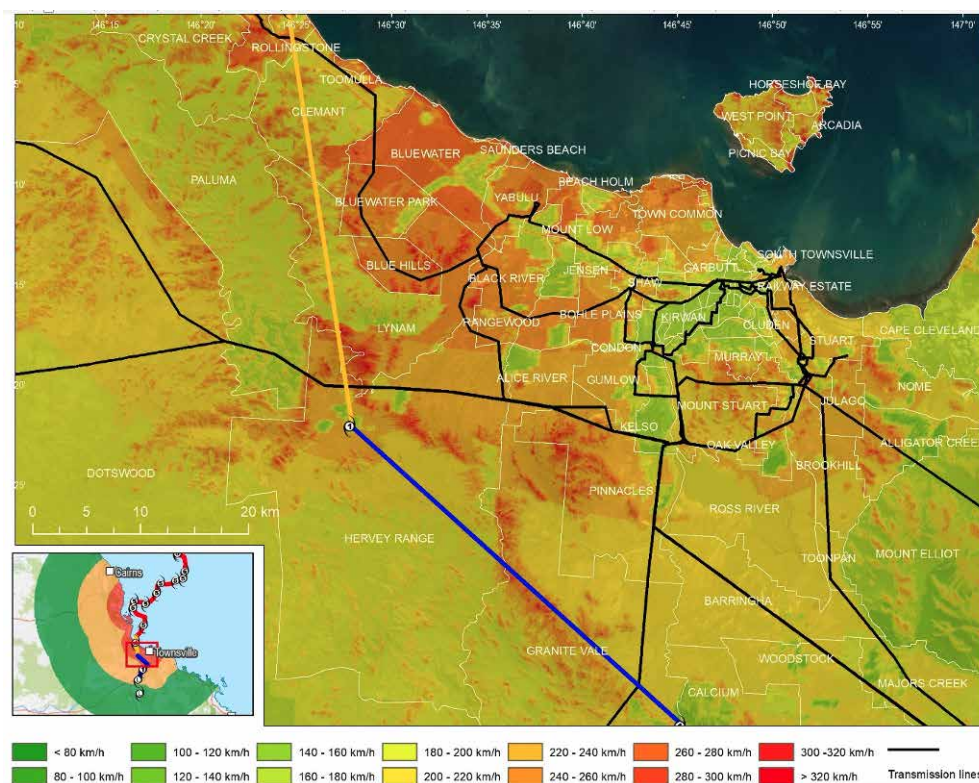 10' 146°20' 146°25' 146°30' 146°35' 146°40' 146°45' 146°50' 146°55' 147°0'
CRYSTAL CREEK
ROLLINGSTONE
TOOMULLA
5'
HORSESHOE BAY
CLEMANT
WEST POINT
ARCADIA
BLUEWATER
SAUNDERS BEACH
PICNIC BAY
PALUMA
BEACH HOLM
10'
BLUEWATER PARK
YABULU
TOWN COMMON
MOUNT LOW
SOUTH TOWNSVILLE
BLUE HILLS
BLACK RIVER
JENSEN
GARBUTT
15'
SHAW
RAILWAY ESTATE
LYNAM
RANGEWOOD
BOHLE PLAINS
KIRWAN
CLUDEN
CAPE CLEVELAND
STUART
CONDON
MURRAY
20'
ALICE RIVER
GUMLOW
NOME
MOUNT STUART
JULAGO
KELSO
OAK VALLEY
ALLIGATOR CREEK
DOTSWOOD
25'
BROOKHILL
PINNACLES
0 5 10 20 km
ROSS RIVER
HERVEY RANGE
TOONPAN
MOUNT ELLIOT
Cairns
BARRINGHA
Townsville
GRANITE VALE
WOODSTOCK
CALCIUM
MAJORS CREEK
< 80 km/h 100 - 120 km/h 140 - 160 km/h 180 - 200 km/h 220 - 240 km/h 260 - 280 km/h 300 -320 km/h
80 - 100 km/h 120 - 140 km/h 160 - 180 km/h 200 - 220 km/h 240 - 260 km/h 280 - 300 km/h > 320 km/h Transmission line